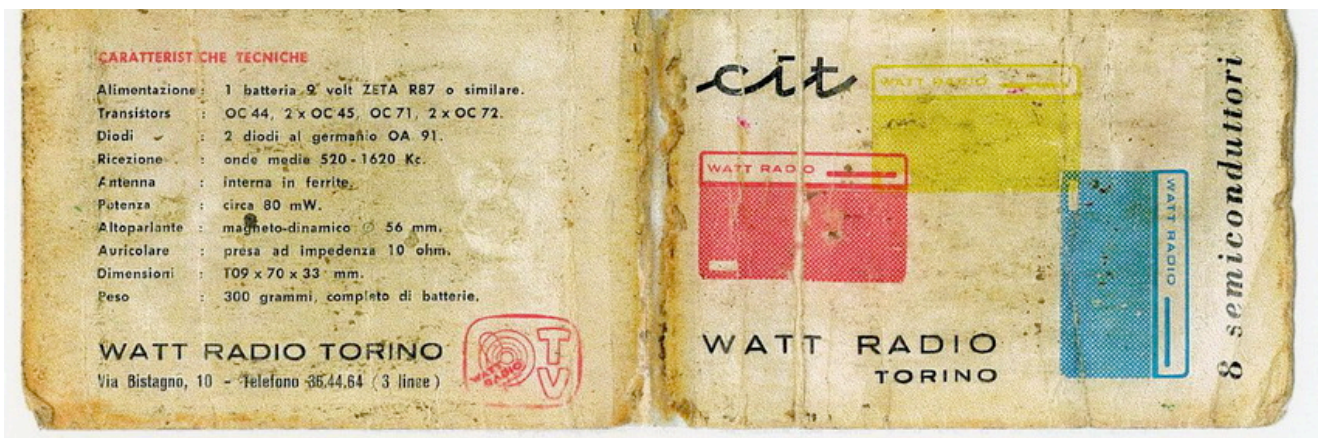 CARATTERISTICHE TECNICHE
Alimentazione : 1 batteria 9 volt ZETA R87 o similare.
Transistors : OC 44, 2 x OC 45, OC 71, 2 x OC 72.
Diodi : 2 diodi al germanio OA 91.
Ricezione : onde medie 520-1620 Kc.
Antenna : interna in ferrite.
Potenza : circa 80 mW.
Altoparlante : magneto-dinamico ∅ 56 mm.
Auricolare : presa ad impedenza 10 ohm.
Dimensioni : 109 x 70 x 33 mm.
Peso : 300 grammi, completo di batterie.
WATT RADIO TORINO
Via Bistagno, 10 - Telefono 36.44.64 (3 linee)
WATT RADIO
TV
cit
WATT RADIO
WATT RADIO
WATT RADIO
WATT RADIO
TORINO
8 semiconduttori